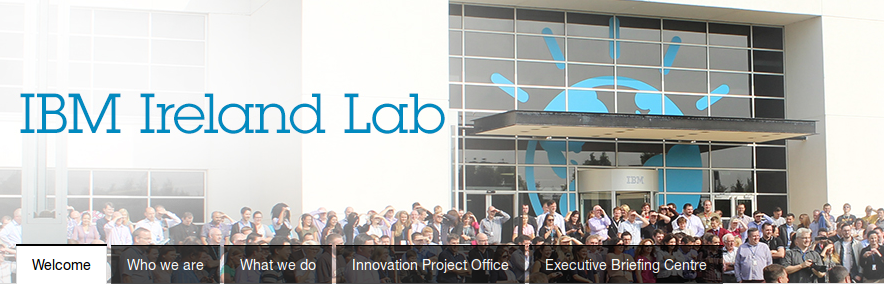 IBM Ireland Lab
IBM
Welcome
Who we are
What we do
Innovation Project Office
Executive Briefing Centre